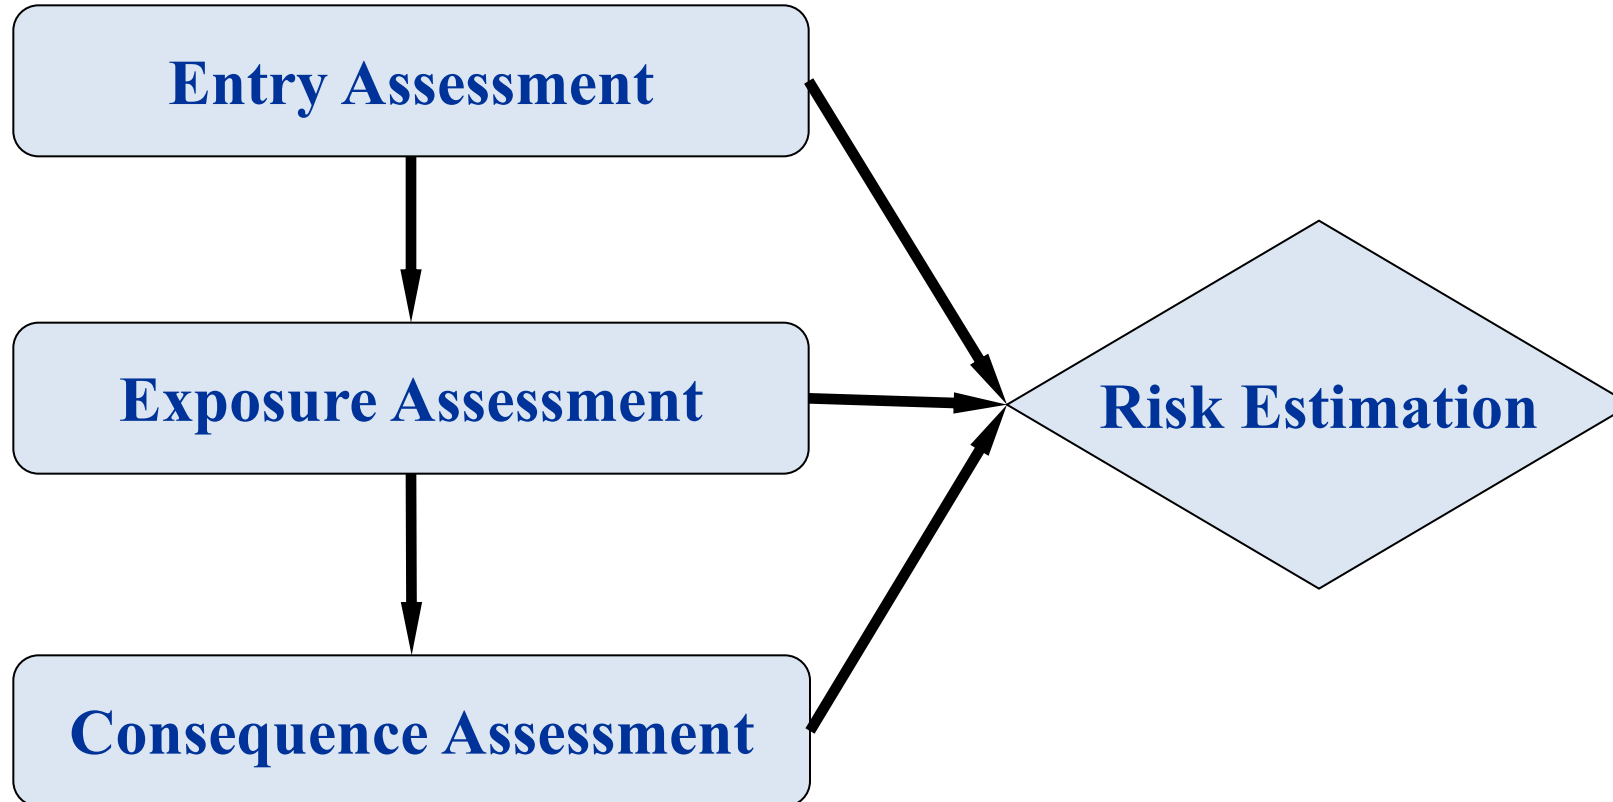 Entry Assessment
Exposure Assessment
Risk Estimation
Consequence Assessment